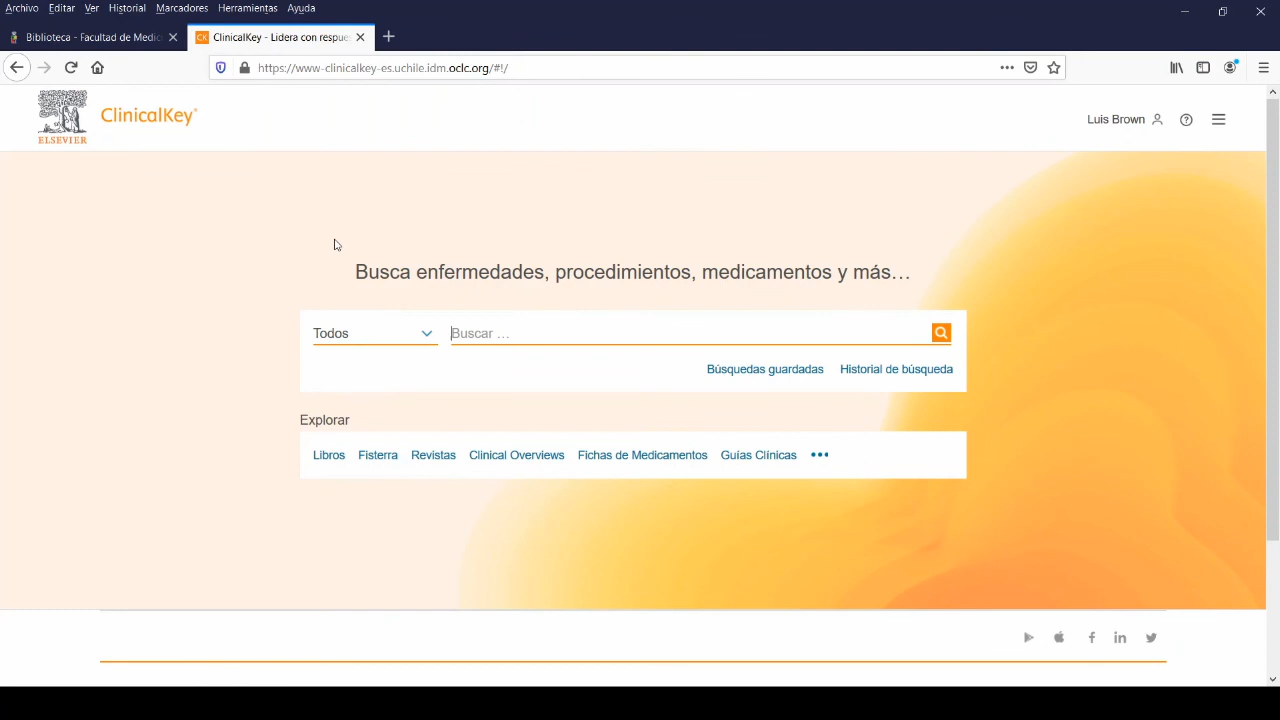 Archivo Editar Ver Historial Marcadores Herramientas Ayuda
Biblioteca - Facultad de Medic
ClinicalKey - Lidera con respues
https://www-clinicalkey-es.uchile.idm.oclc.org/#!/
ELSEVIER
ClinicalKey®
Luis Brown
Busca enfermedades, procedimientos, medicamentos y más…
Todos
Buscar …
Búsquedas guardadas Historial de búsqueda
Explorar
Libros Fisterra Revistas Clinical Overviews Fichas de Medicamentos Guías Clínicas